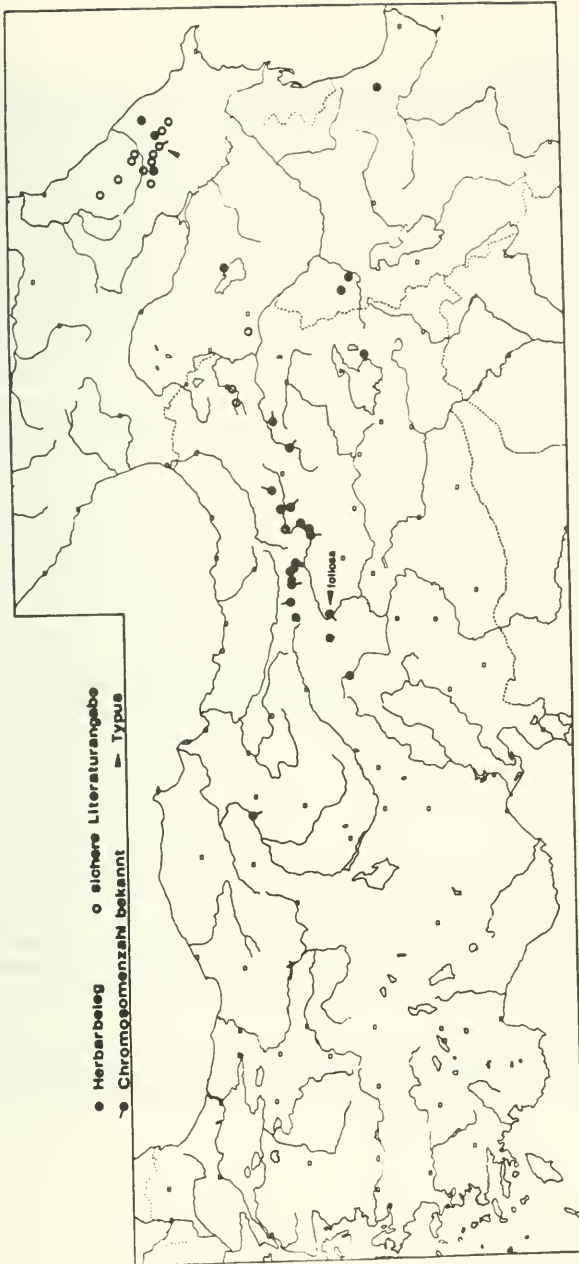 ● Herbarbeleg ○ sichere Literaturangabe
Chromosomenzahl bekannt Typus
foliosa